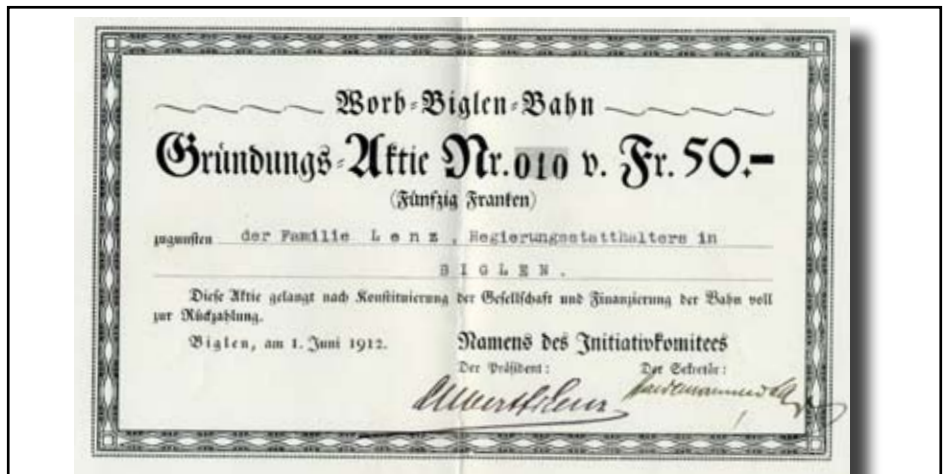 Worb-Biglen-Bahn
Gründungs-Aktie Nr. 010 v. Fr. 50.-
(Fünfzig Franken)
zugunsten der Familie Lenz, Regierungsstatthalters in
BIGLEN.
Diese Aktie gelangt nach Konstituierung der Gesellschaft und Finanzierung der Bahn voll
zur Rückzahlung.
Biglen, am 1. Juni 1912. Namens des Initiativkomitees
Der Präsident: Der Sekretär:
Albert Lenz